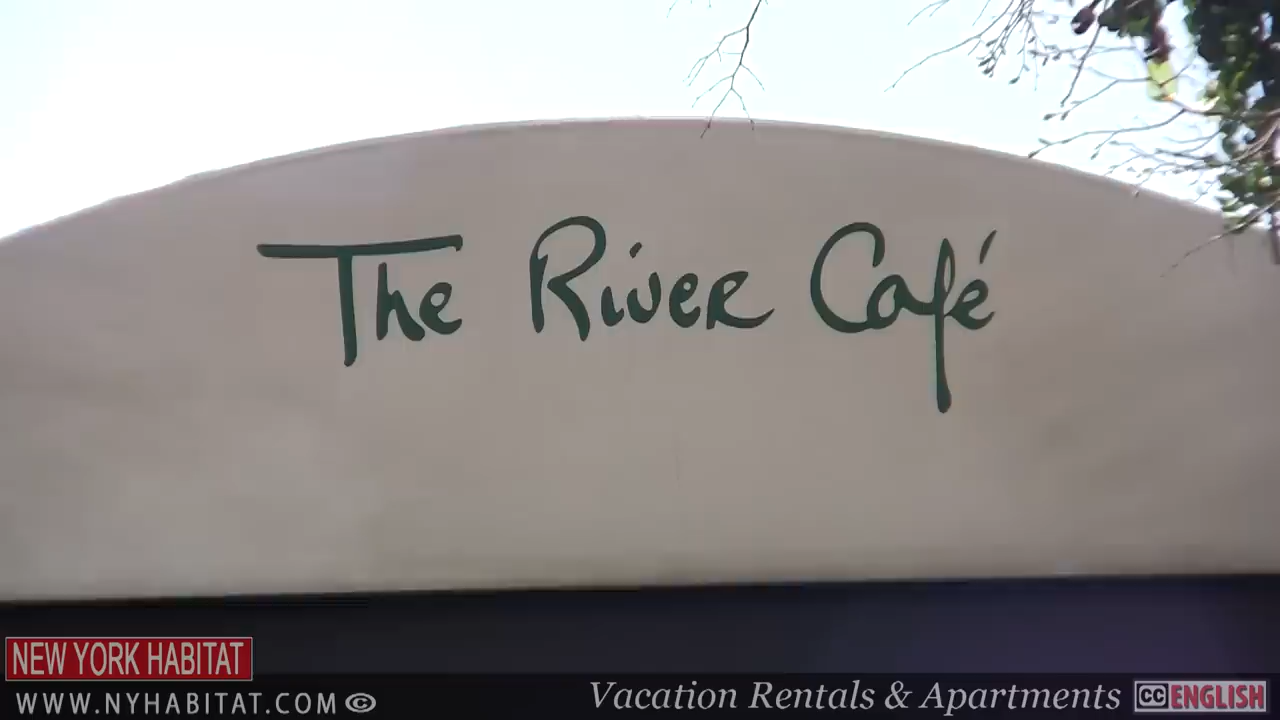 The River Café
NEW YORK HABITAT
WWW.NYHABITAT.COM ©
Vacation Rentals & Apartments
CC ENGLISH